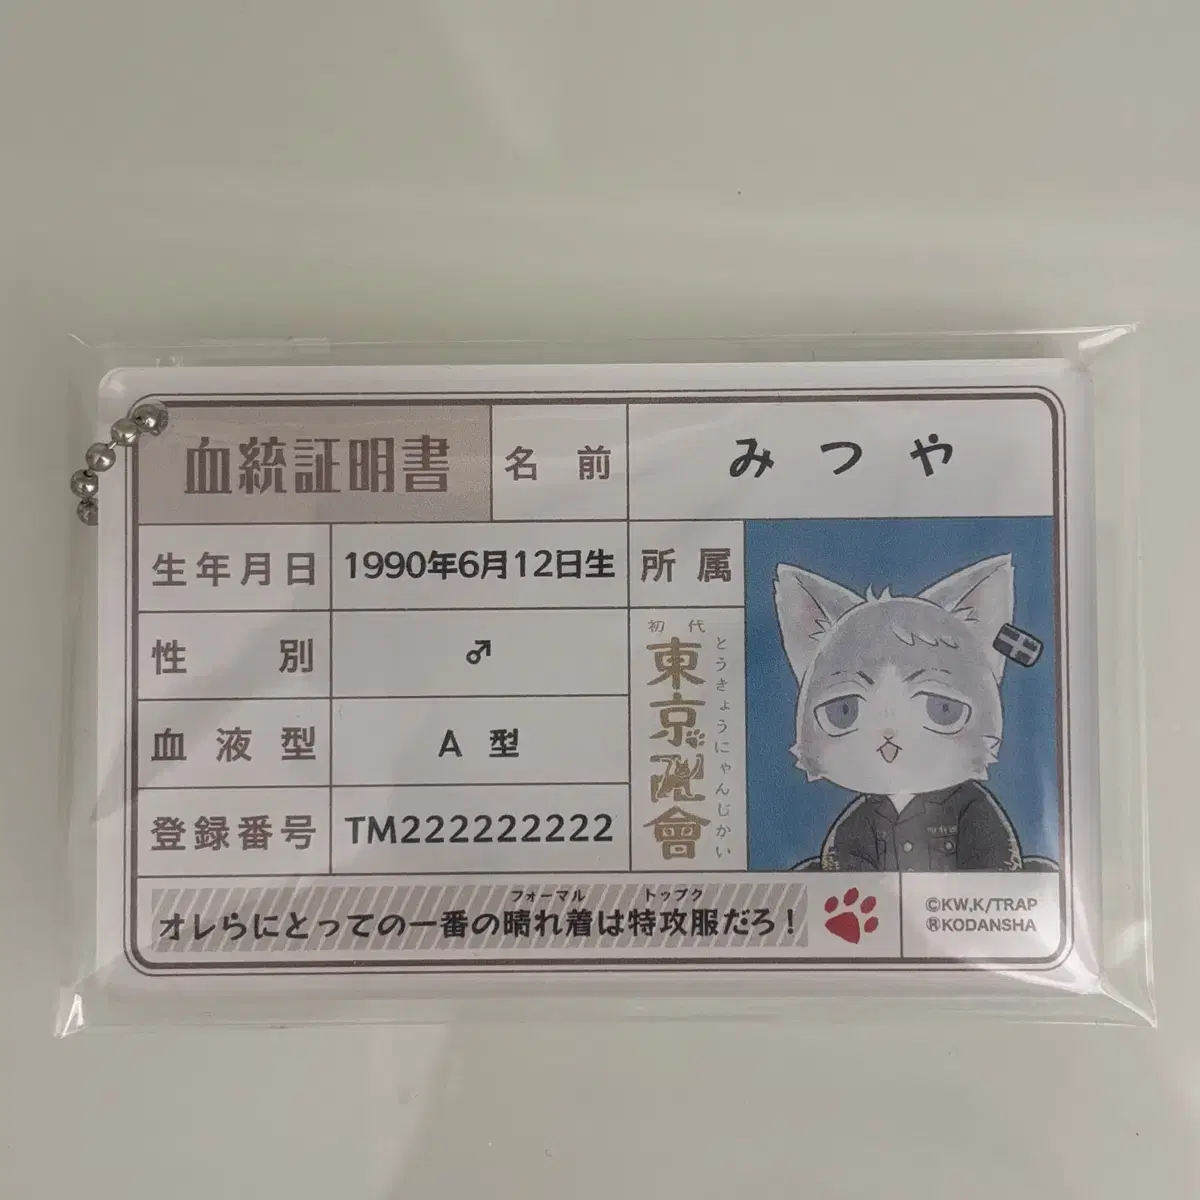 血統証明書
名前
みつや
生年月日
1990年6月12日生
所属
性別
♂
初代
東京卍會
とうきょうにゃんじかい
血液型
A型
登録番号
TM222222222
フォーマル トップク
オレらにとっての一番の晴れ着は特攻服だろ！
©KW,K/TRAP
®KODANSHA